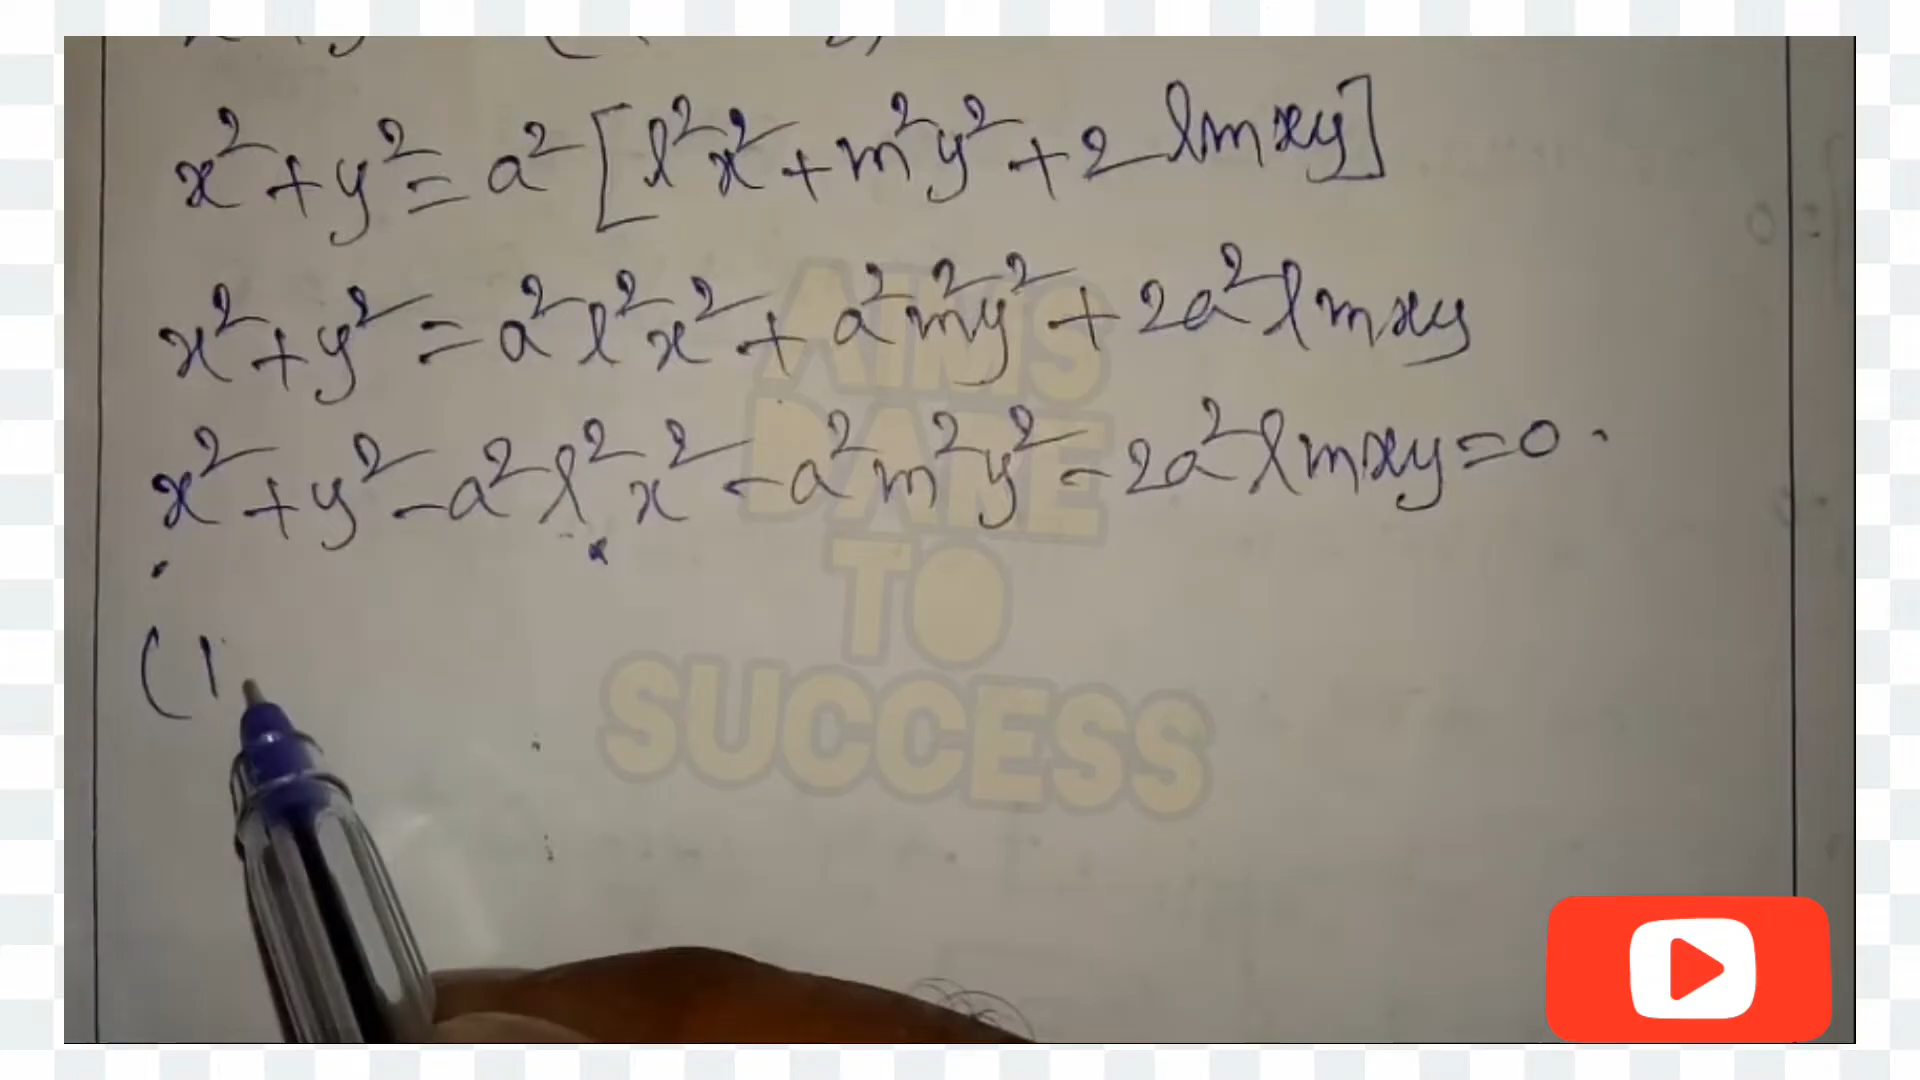 x²+y²=a²[l²x²+m²y²+2lmxy]
x²+y²=a²l²x²+a²m²y²+2a²lmxy
x²+y²-a²l²x²-a²m²y²-2a²lmxy=0.
(1
AIMS
DATE
TO
SUCCESS